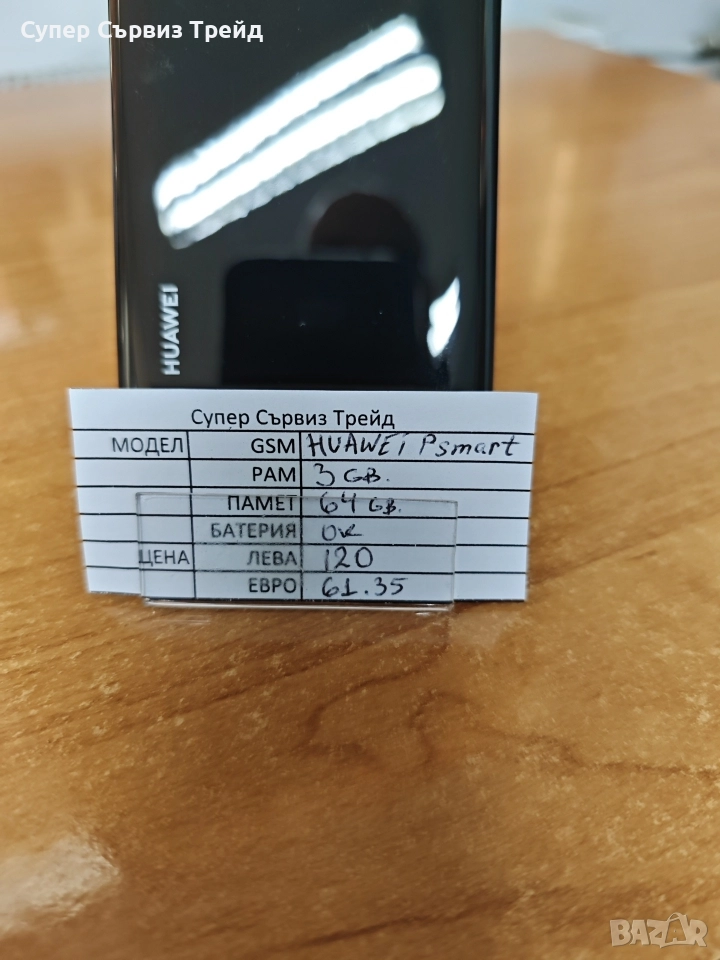 Супер Сървиз Трейд
HUAWEI
Супер Сървиз Трейд
МОДЕЛ GSM HUAWEi Psmart
РАМ 3 GB.
ПАМЕТ 64 GB.
БАТЕРИЯ ОК
ЦЕНА ЛЕВА 120
ЕВРО 61.35
BAZAR